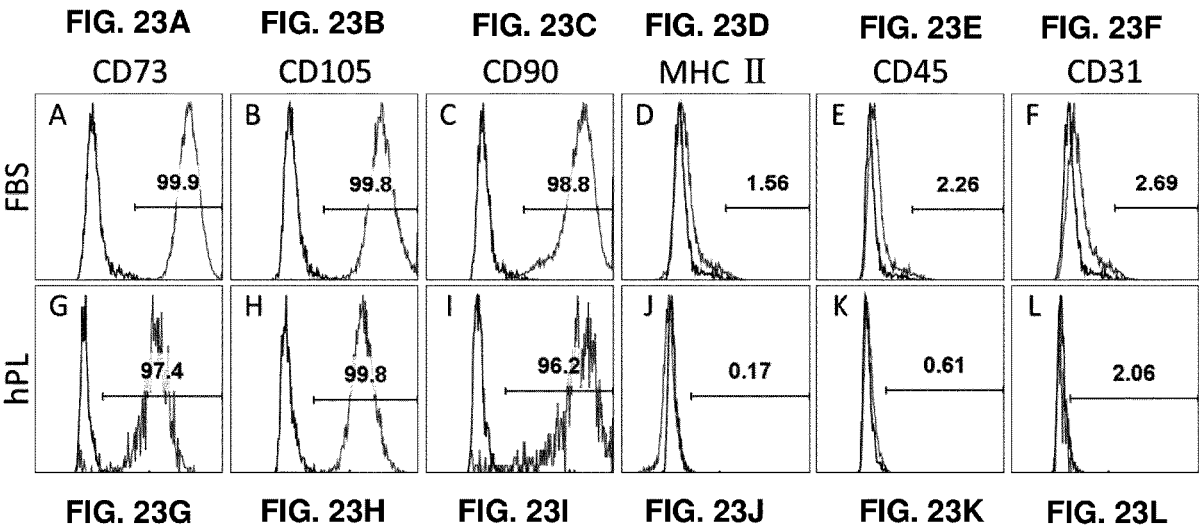 FIG. 23A FIG. 23B FIG. 23C FIG. 23D FIG. 23E FIG. 23F
CD73 CD105 CD90 MHC II CD45 CD31
FBS
A B C D E F
99.9 99.8 98.8 1.56 2.26 2.69
hPL
G H I J K L
97.4 99.8 96.2 0.17 0.61 2.06
FIG. 23G FIG. 23H FIG. 23I FIG. 23J FIG. 23K FIG. 23L